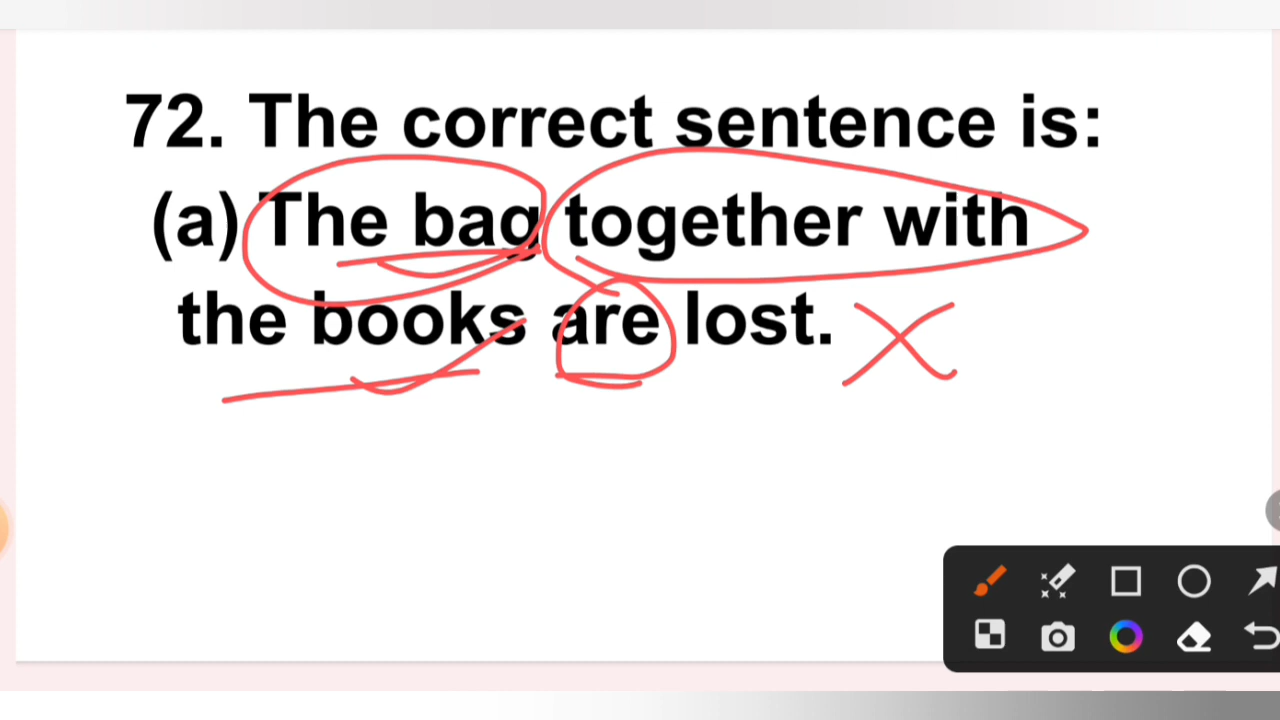 72. The correct sentence is:
(a) The bag together with
the books are lost.